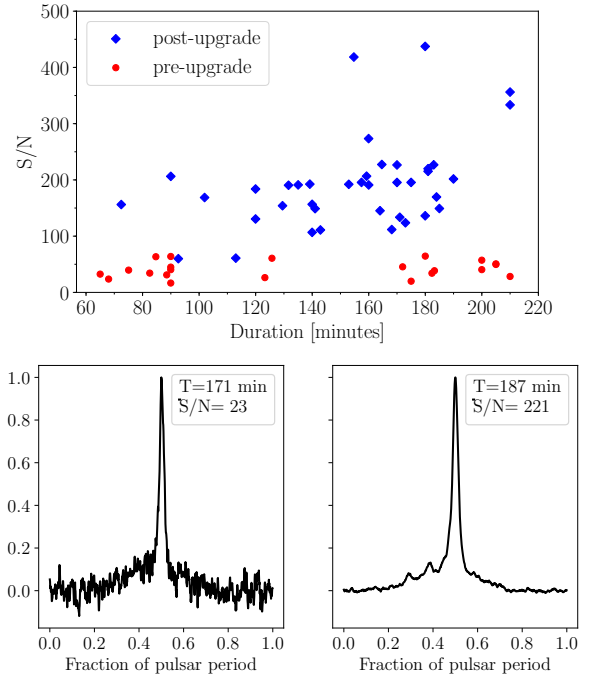 500
400
300
200
100
0
S/N
post-upgrade
pre-upgrade
60 80 100 120 140 160 180 200 220
Duration [minutes]
1.0
0.8
0.6
0.4
0.2
0.0
T=171 min
S/N= 23
0.0 0.2 0.4 0.6 0.8 1.0
Fraction of pulsar period
T=187 min
S/N= 221
0.0 0.2 0.4 0.6 0.8 1.0
Fraction of pulsar period